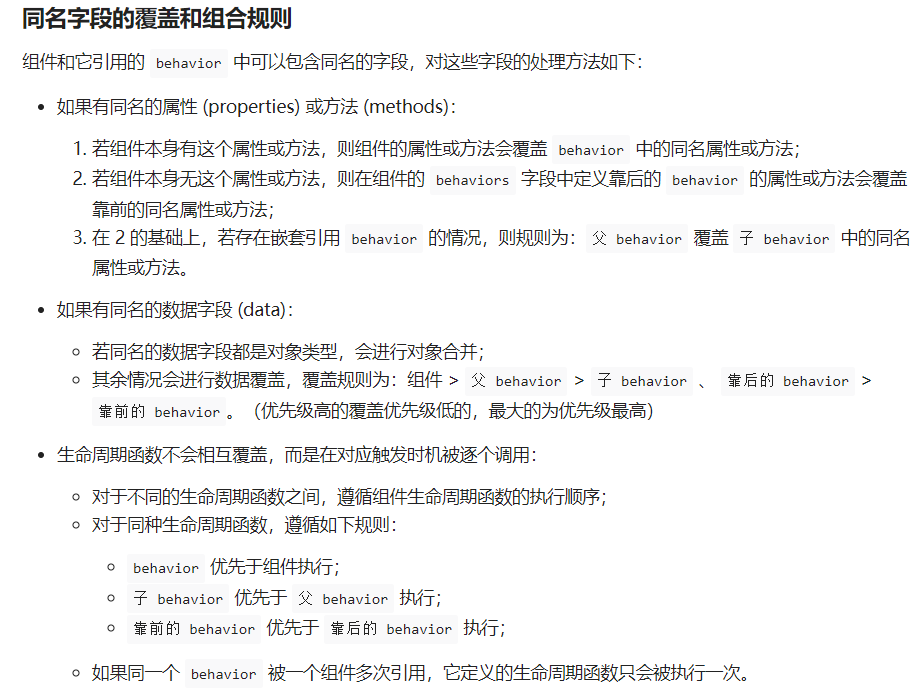 同名字段的覆盖和组合规则
组件和它引用的 behavior 中可以包含同名的字段，对这些字段的处理方法如下：
• 如果有同名的属性 (properties) 或方法 (methods)：
1. 若组件本身有这个属性或方法，则组件的属性或方法会覆盖 behavior 中的同名属性或方法；
2. 若组件本身无这个属性或方法，则在组件的 behaviors 字段中定义靠后的 behavior 的属性或方法会覆盖
靠前的同名属性或方法；
3. 在 2 的基础上，若存在嵌套引用 behavior 的情况，则规则为：父 behavior 覆盖 子 behavior 中的同名
属性或方法。
• 如果有同名的数据字段 (data)：
◦ 若同名的数据字段都是对象类型，会进行对象合并；
◦ 其余情况会进行数据覆盖，覆盖规则为：组件 > 父 behavior > 子 behavior 、 靠后的 behavior >
靠前的 behavior 。（优先级高的覆盖优先级低的，最大的为优先级最高）
• 生命周期函数不会相互覆盖，而是在对应触发时机被逐个调用：
◦ 对于不同的生命周期函数之间，遵循组件生命周期函数的执行顺序；
◦ 对于同种生命周期函数，遵循如下规则：
◦ behavior 优先于组件执行；
◦ 子 behavior 优先于 父 behavior 执行；
◦ 靠前的 behavior 优先于 靠后的 behavior 执行；
◦ 如果同一个 behavior 被一个组件多次引用，它定义的生命周期函数只会被执行一次。